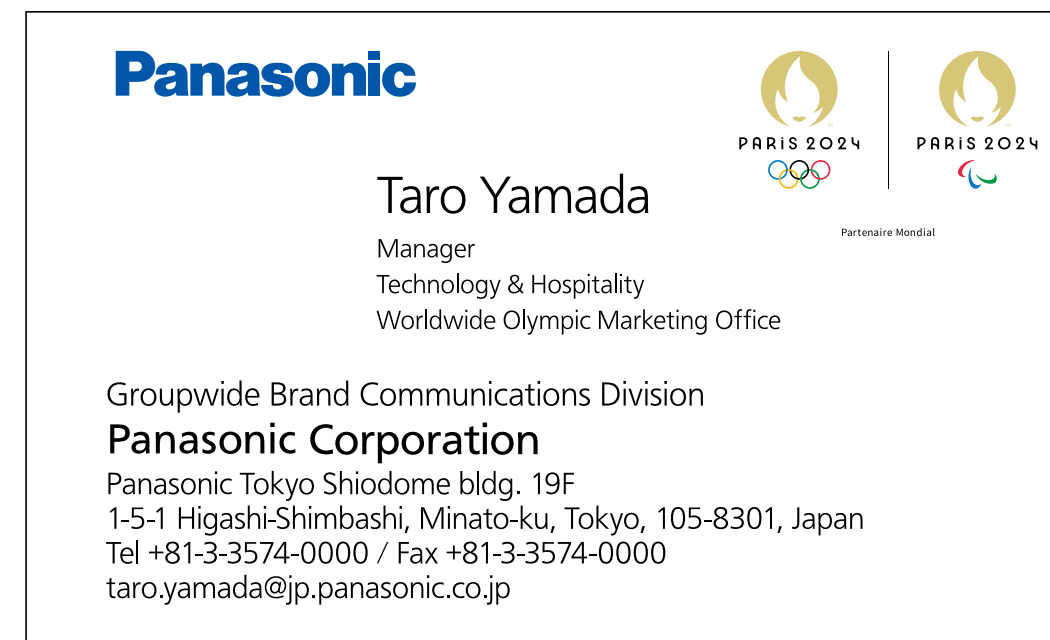 Panasonic
PARiS 2024
PARiS 2024
Partenaire Mondial
Taro Yamada
Manager
Technology & Hospitality
Worldwide Olympic Marketing Office
Groupwide Brand Communications Division
Panasonic Corporation
Panasonic Tokyo Shiodome bldg. 19F
1-5-1 Higashi-Shimbashi, Minato-ku, Tokyo, 105-8301, Japan
Tel +81-3-3574-0000 / Fax +81-3-3574-0000
taro.yamada@jp.panasonic.co.jp